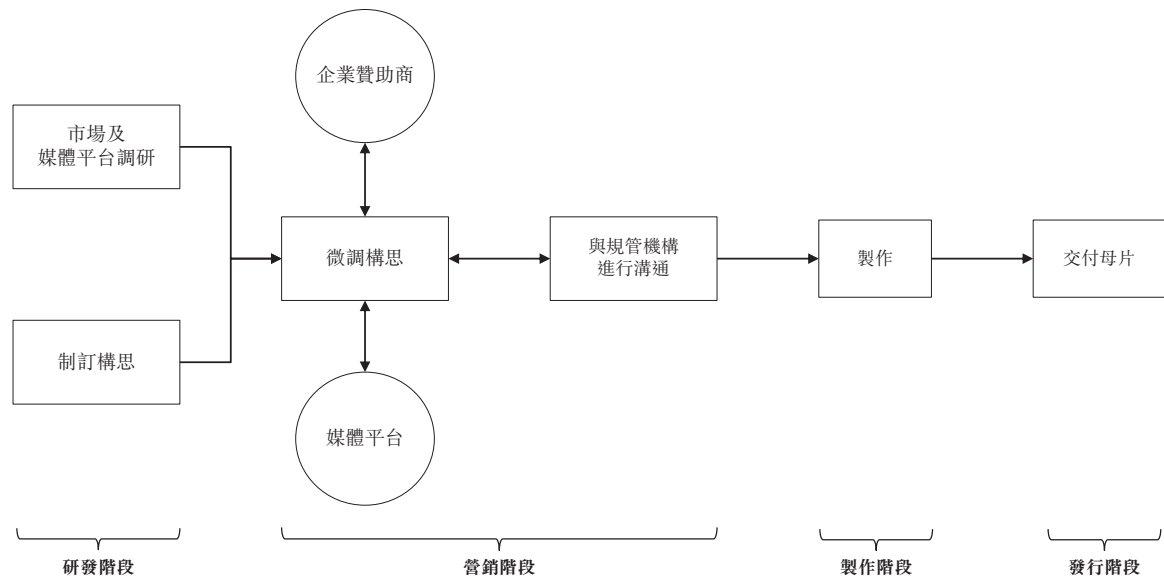 企業贊助商
市場及
媒體平台調研
微調構思
與規管機構
進行溝通
製作
交付母片
制訂構思
媒體平台
研發階段
營銷階段
製作階段
發行階段